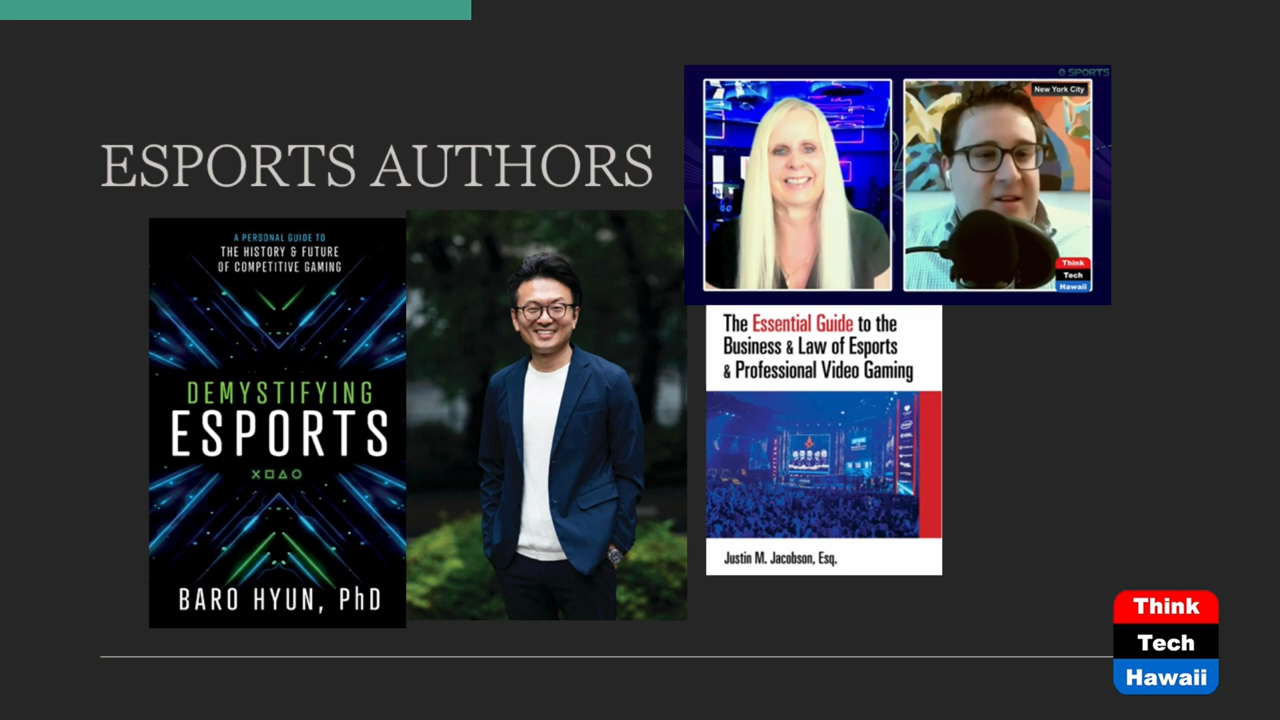 ESPORTS AUTHORS
A PERSONAL GUIDE TO
THE HISTORY & FUTURE
OF COMPETITIVE GAMING
DEMYSTIFYING
ESPORTS
BARO HYUN, PhD
SPORTS
New York City
Think
Tech
Hawaii
The Essential Guide to the
Business & Law of Esports
& Professional Video Gaming
Justin M. Jacobson, Esq.
Think
Tech
Hawaii